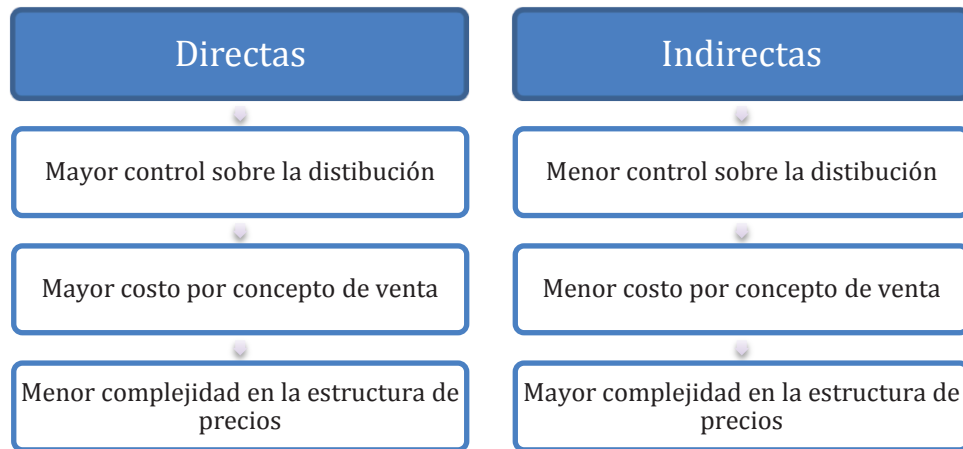 Directas
Mayor control sobre la distibución
Mayor costo por concepto de venta
Menor complejidad en la estructura de
precios
Indirectas
Menor control sobre la distibución
Menor costo por concepto de venta
Mayor complejidad en la estructura de
precios